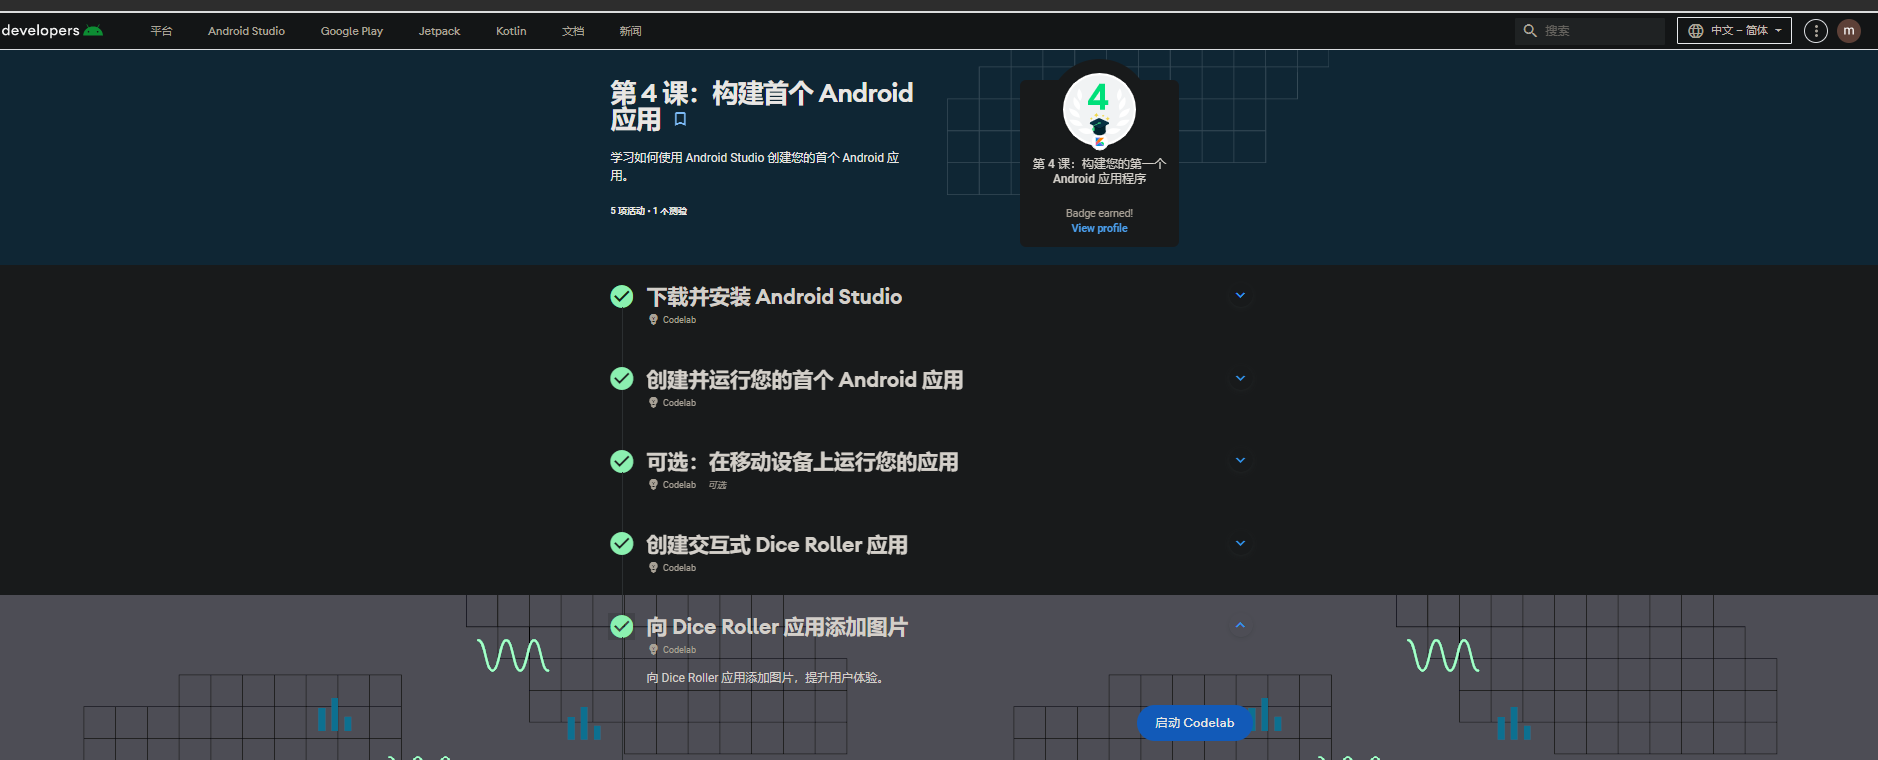 developers
平台
Android Studio
Google Play
Jetpack
Kotlin
文档
新闻
搜索
中文 – 简体
m
第 4 课：构建首个 Android
应用
学习如何使用 Android Studio 创建您的首个 Android 应
用。
5 项活动 • 1 个测验
4
第 4 课：构建您的第一个
Android 应用程序
Badge earned!
View profile
下载并安装 Android Studio
Codelab
创建并运行您的首个 Android 应用
Codelab
可选：在移动设备上运行您的应用
Codelab 可选
创建交互式 Dice Roller 应用
Codelab
向 Dice Roller 应用添加图片
Codelab
向 Dice Roller 应用添加图片，提升用户体验。
启动 Codelab